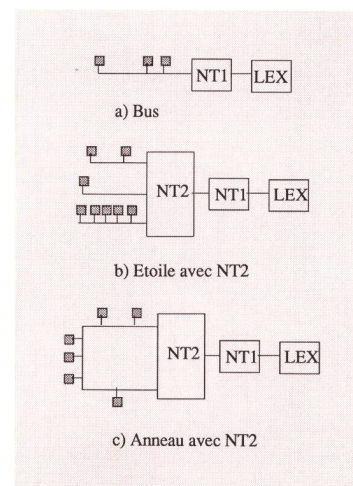 NT1 LEX
a) Bus
NT2 NT1 LEX
b) Etoile avec NT2
NT2 NT1 LEX
c) Anneau avec NT2